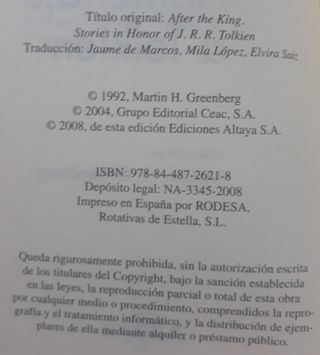 Título original: After the King.
Stories in Honor of J. R. R. Tolkien
Traducción: Jaume de Marcos, Mila López, Elvira Saiz
© 1992, Martin H. Greenberg
© 2004, Grupo Editorial Ceac, S.A.
© 2008, de esta edición Ediciones Altaya S.A.
ISBN: 978-84-487-2621-8
Depósito legal: NA-3345-2008
Impreso en España por RODESA,
Rotativas de Estella, S.L.
Queda rigurosamente prohibida, sin la autorización escrita
de los titulares del Copyright, bajo la sanción establecida
en las leyes, la reproducción parcial o total de esta obra
por cualquier medio o procedimiento, comprendidos la repro-
grafía y el tratamiento informático, y la distribución de ejem-
plares de ella mediante alquiler o préstamo público.